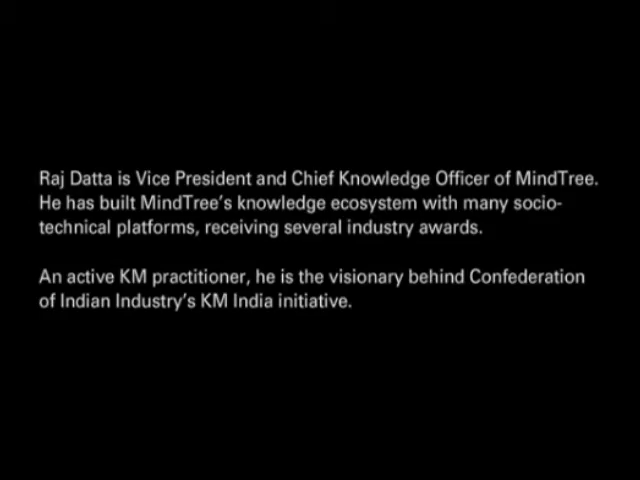 Raj Datta is Vice President and Chief Knowledge Officer of MindTree.
He has built MindTree's knowledge ecosystem with many socio-
technical platforms, receiving several industry awards.
An active KM practitioner, he is the visionary behind Confederation
of Indian Industry's KM India initiative.